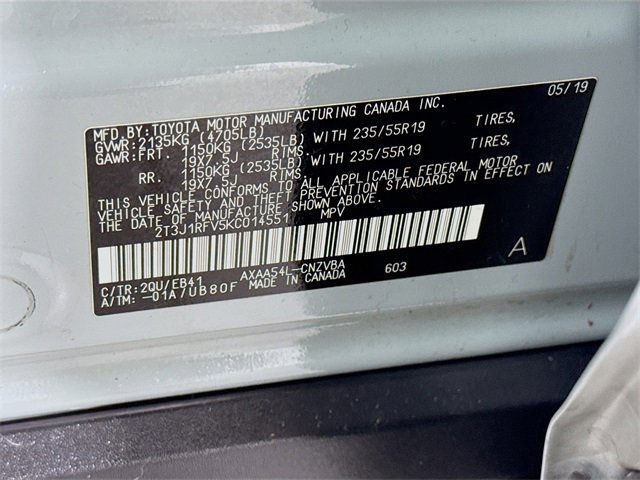 MFD.BY:TOYOTA MOTOR MANUFACTURING CANADA INC. 05/19
GVWR:2135KG (4705LB)
GAWR:FRT. 1150KG (2535LB) WITH 235/55R19 TIRES,
19X7.5J RIMS.
RR. 1150KG (2535LB) WITH 235/55R19 TIRES,
19X7.5J RIMS.
THIS VEHICLE CONFORMS TO ALL APPLICABLE FEDERAL MOTOR
VEHICLE SAFETY AND THEFT PREVENTION STANDARDS IN EFFECT ON
THE DATE OF MANUFACTURE SHOWN ABOVE.
2T3J1RFV5KC014551 MPV
A
C/TR:2QU/EB41 AXAA54L-CNZVBA 603
A/TM: -01A/UB80F MADE IN CANADA